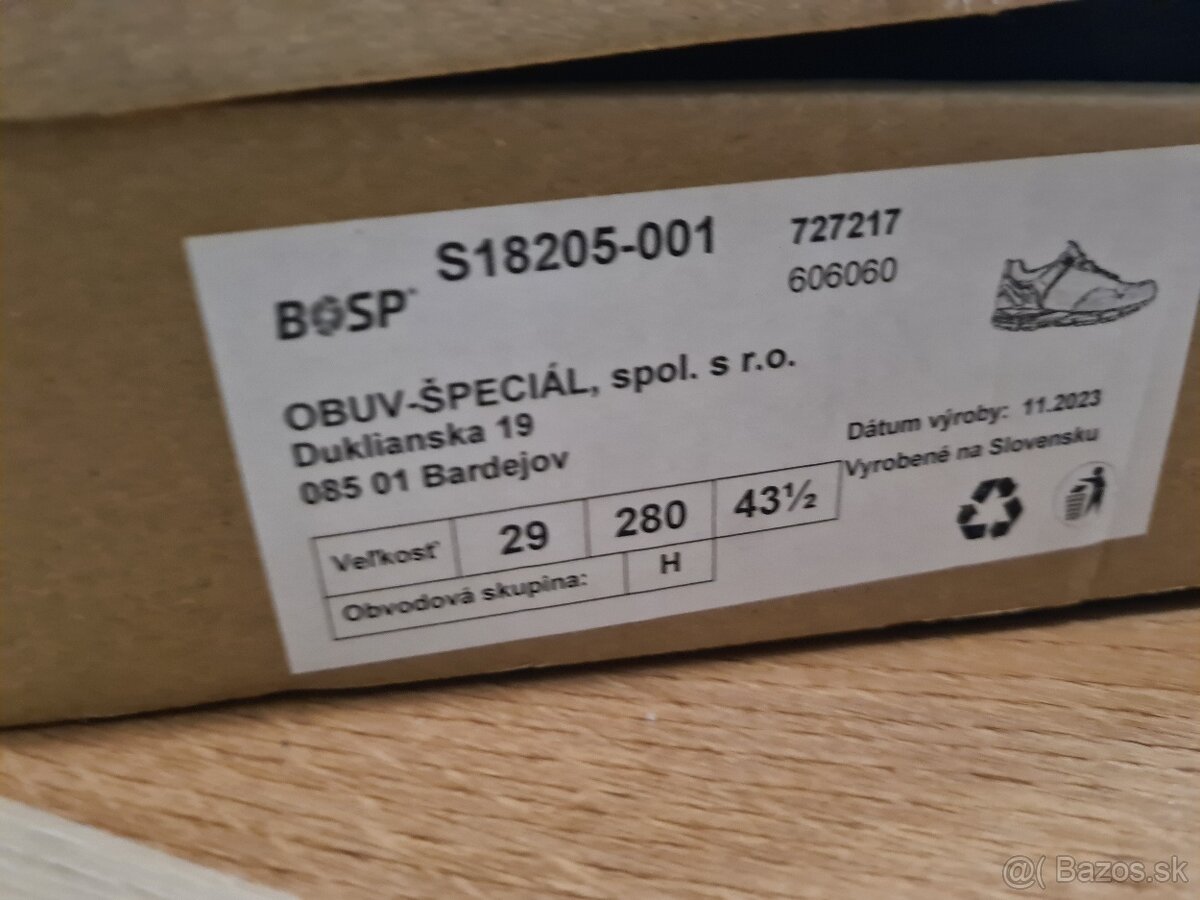 S18205-001
727217
606060
BOSP
OBUV-ŠPECIÁL, spol. s r.o.
Duklianska 19
085 01 Bardejov
Dátum výroby: 11.2023
Vyrobené na Slovensku
Veľkosť 29 280 43½
Obvodová skupina: H
@( Bazos.sk